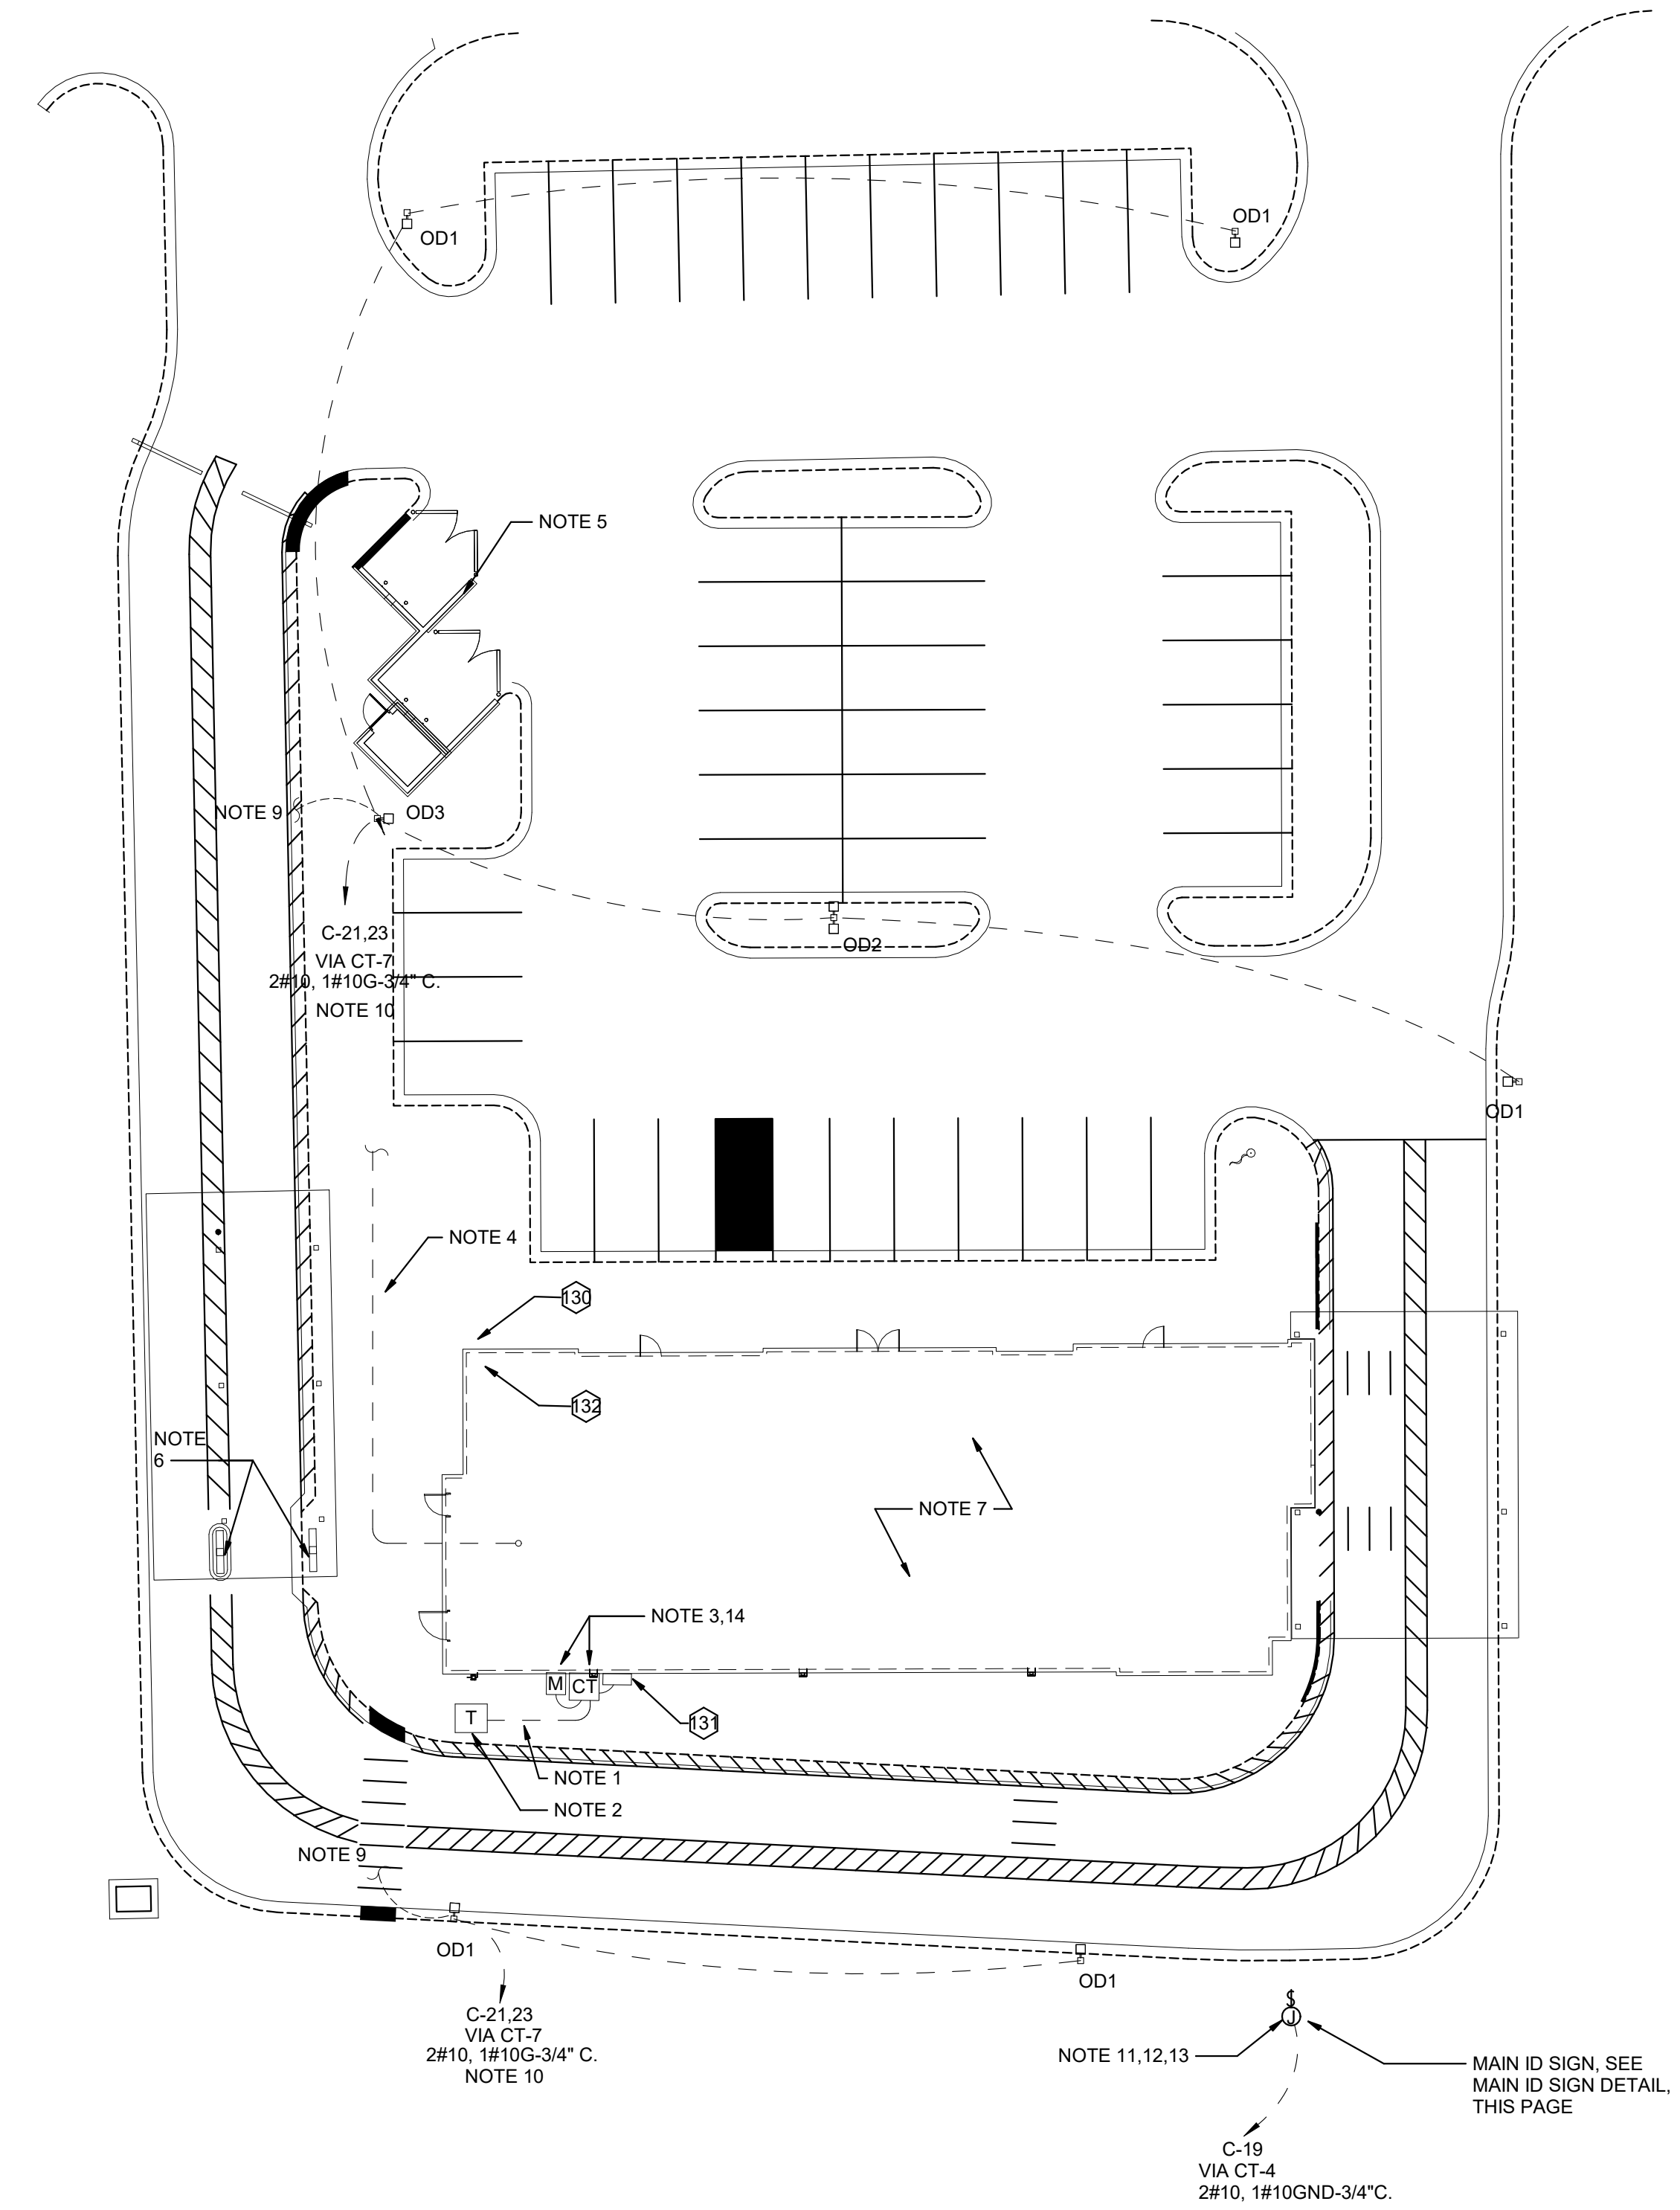 OD1
OD1
NOTE 5
NOTE 9
OD3
C-21,23
VIA CT-7
2#10, 1#10G-3/4" C.
NOTE 10
OD2
OD1
NOTE 4
130
132
NOTE
6
NOTE 7
NOTE 3,14
M
CT
T
131
NOTE 1
NOTE 2
NOTE 9
OD1
OD1
C-21,23
VIA CT-7
2#10, 1#10G-3/4" C.
NOTE 10
$
J
NOTE 11,12,13
MAIN ID SIGN, SEE
MAIN ID SIGN DETAIL,
THIS PAGE
C-19
VIA CT-4
2#10, 1#10GND-3/4"C.